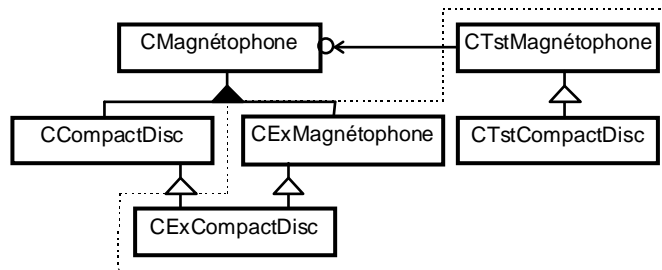 CMagnétophone
CTstMagnétophone
CCompactDisc
CExMagnétophone
CTstCompactDisc
CExCompactDisc